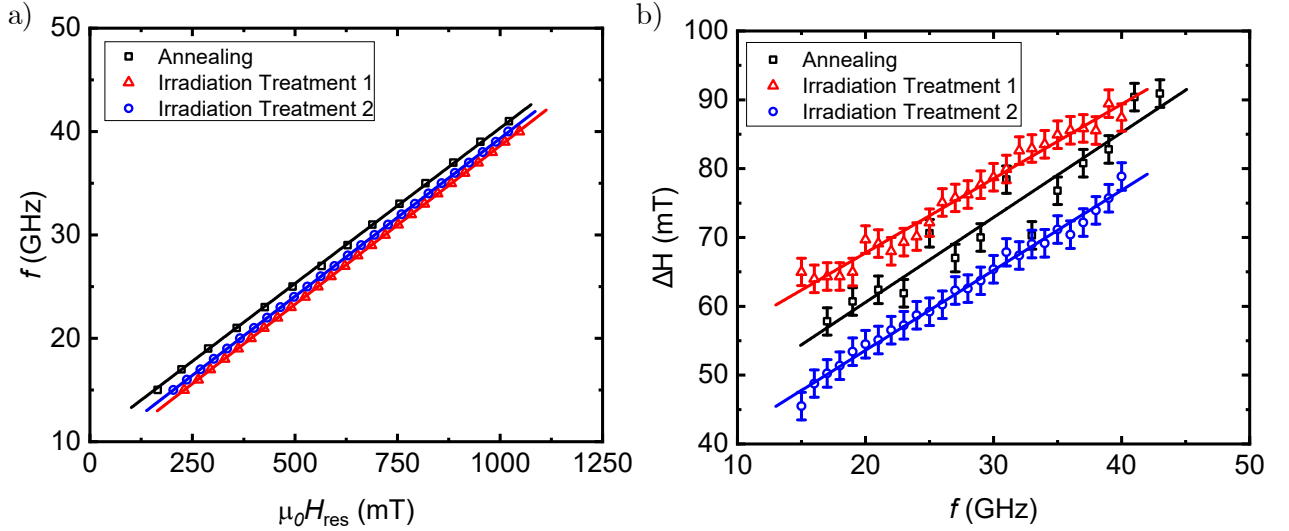 a)
50
40
30
20
10
f (GHz)
Annealing
Irradiation Treatment 1
Irradiation Treatment 2
0
250
500
750
1000
1250
μ₀Hres (mT)
b)
100
90
80
70
60
50
40
ΔH (mT)
Annealing
Irradiation Treatment 1
Irradiation Treatment 2
10
20
30
40
50
f (GHz)